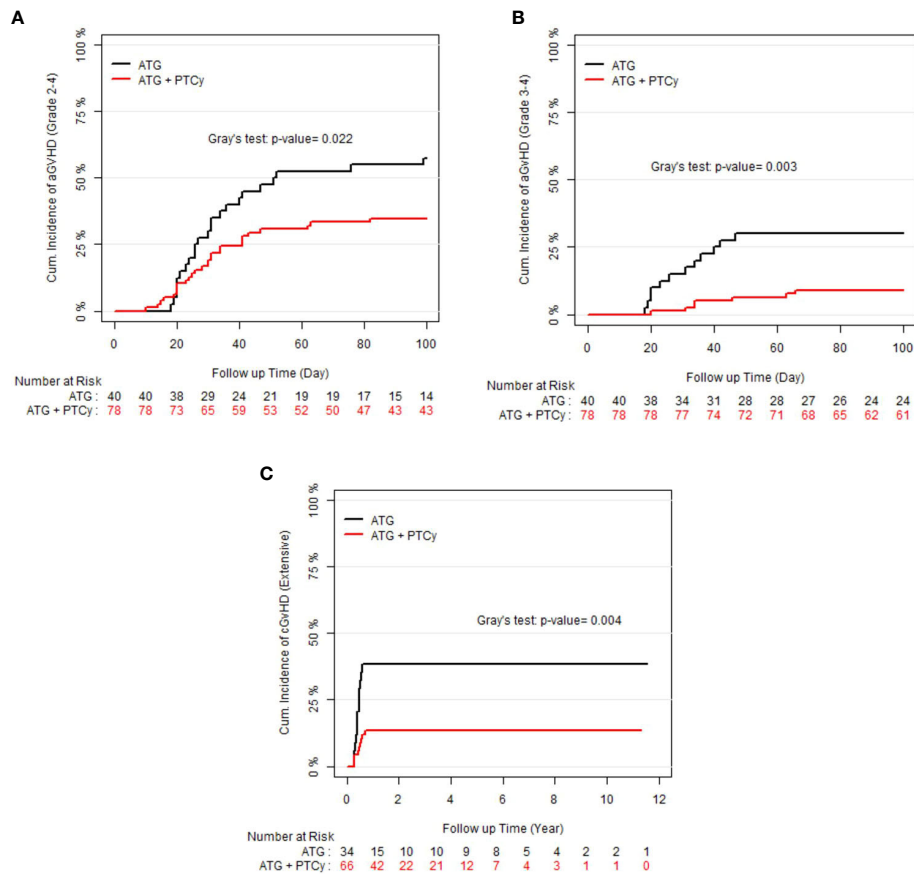 A
Cum. Incidence of aGVHD (Grade 2-4)
100 %
75 %
50 %
25 %
0 %
ATG
ATG + PTCy
Gray's test: p-value= 0.022
0 20 40 60 80 100
Follow up Time (Day)
Number at Risk
ATG : 40 40 38 29 24 21 19 19 17 15 14
ATG + PTCy : 78 78 73 65 59 53 52 50 47 43 43
B
Cum. Incidence of aGvHD (Grade 3-4)
100 %
75 %
50 %
25 %
0 %
ATG
ATG + PTCy
Gray's test: p-value= 0.003
0 20 40 60 80 100
Follow up Time (Day)
Number at Risk
ATG : 40 40 38 34 31 28 28 27 26 24 24
ATG + PTCy : 78 78 78 77 74 72 71 68 65 62 61
C
Cum. Incidence of cGvHD (Extensive)
100 %
75 %
50 %
25 %
0 %
ATG
ATG + PTCy
Gray's test: p-value= 0.004
0 2 4 6 8 10 12
Follow up Time (Year)
Number at Risk
ATG : 34 15 10 10 9 8 5 4 2 2 1
ATG + PTCy : 66 42 22 21 12 7 4 3 1 1 0